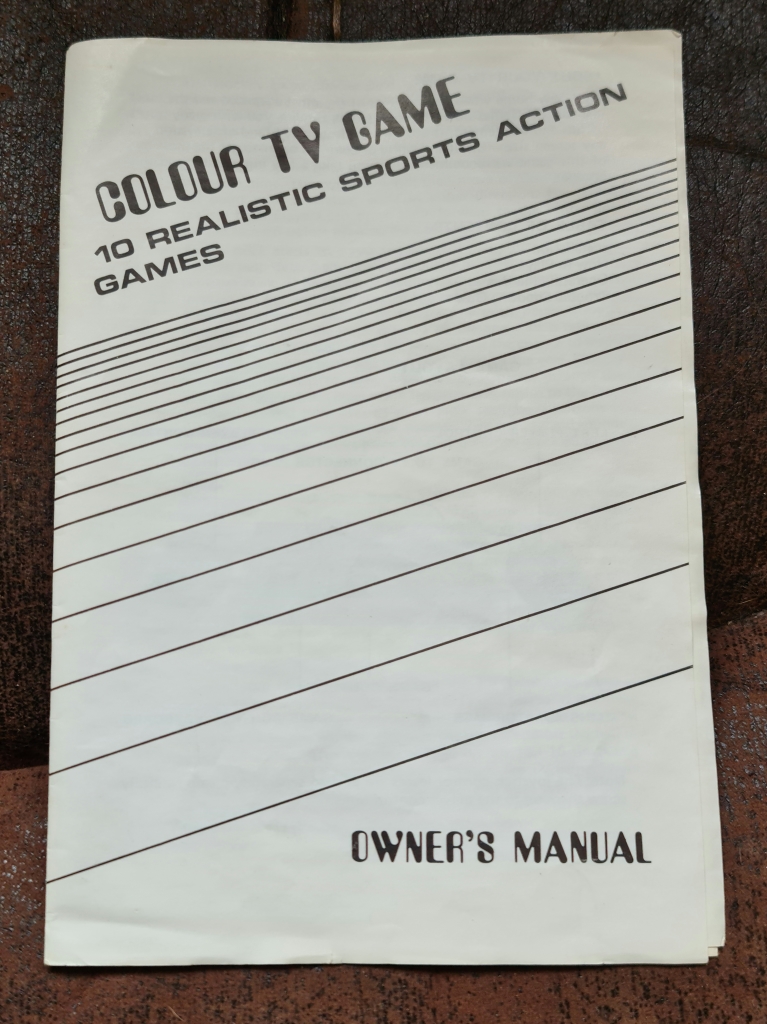 COLOUR TV GAME
10 REALISTIC SPORTS ACTION
GAMES
OWNER'S MANUAL